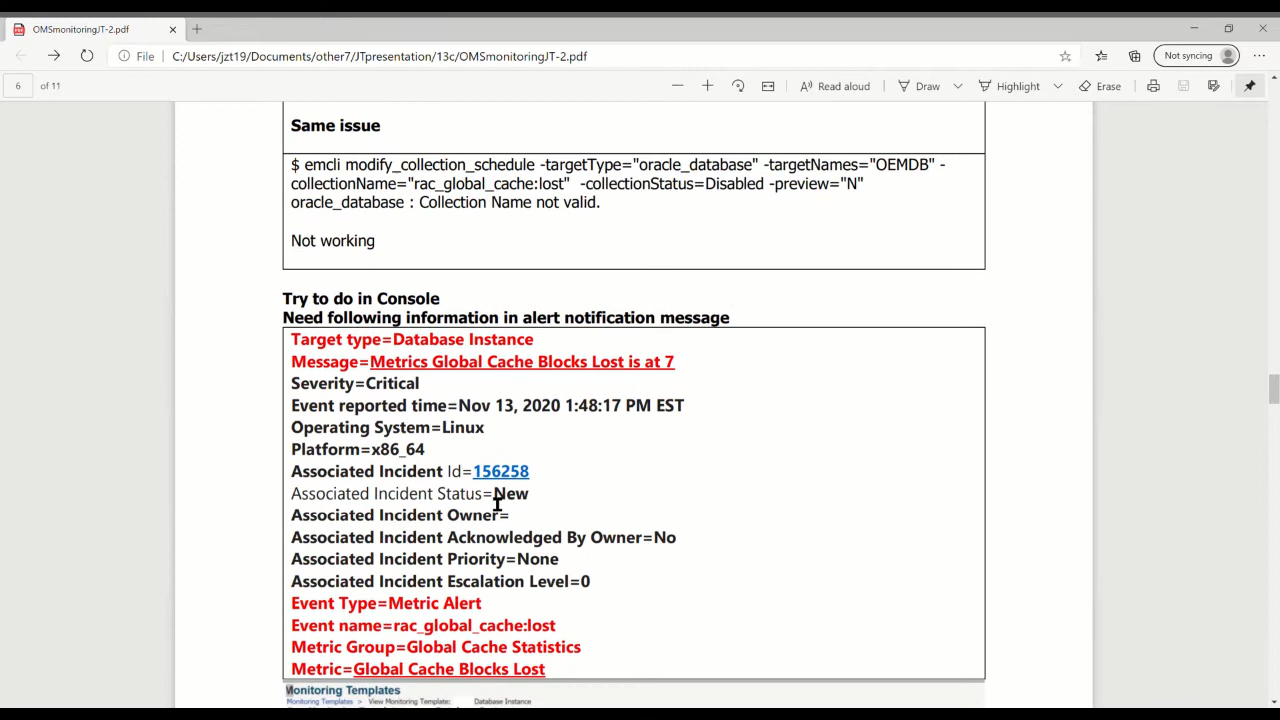 OMSmonitoringJT-2.pdf
File C:/Users/jzt19/Documents/other7/JTpresentation/13c/OMSmonitoringJT-2.pdf Not syncing
6 of 11 Read aloud Draw Highlight Erase
Same issue
$ emcli modify_collection_schedule -targetType="oracle_database" -targetNames="OEMDB" -
collectionName="rac_global_cache:lost" -collectionStatus=Disabled -preview="N"
oracle_database : Collection Name not valid.
Not working
Try to do in Console
Need following information in alert notification message
Target type=Database Instance
Message=Metrics Global Cache Blocks Lost is at 7
Severity=Critical
Event reported time=Nov 13, 2020 1:48:17 PM EST
Operating System=Linux
Platform=x86_64
Associated Incident Id=156258
Associated Incident Status=New
Associated Incident Owner=
Associated Incident Acknowledged By Owner=No
Associated Incident Priority=None
Associated Incident Escalation Level=0
Event Type=Metric Alert
Event name=rac_global_cache:lost
Metric Group=Global Cache Statistics
Metric=Global Cache Blocks Lost
Monitoring Templates
Monitoring Templates > View Monitoring Template: Database Instance